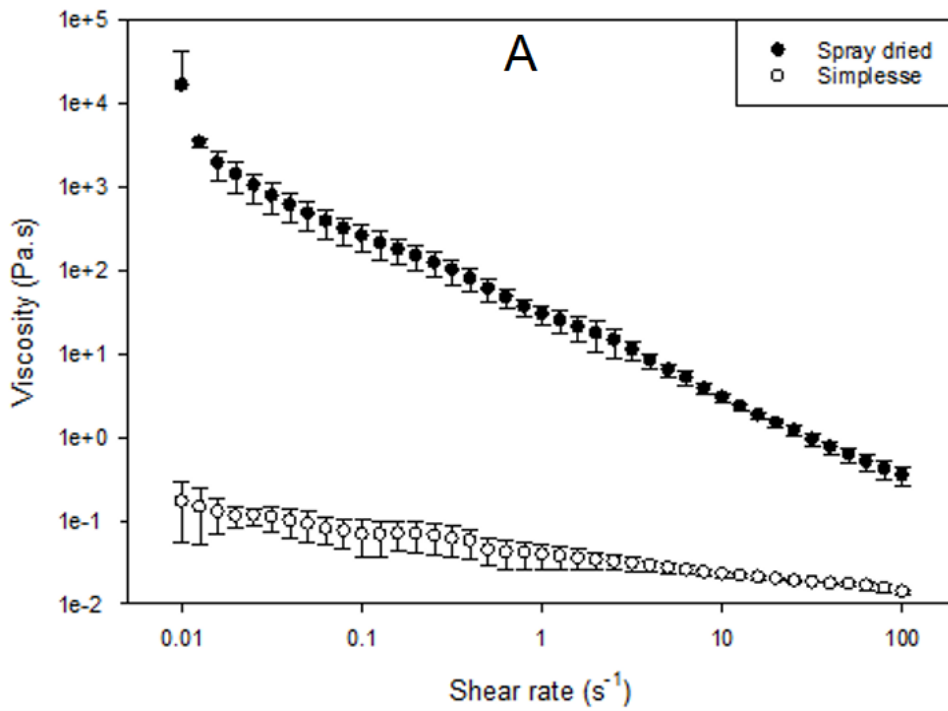 A
Spray dried
Simplesse
1e+5
1e+4
1e+3
1e+2
1e+1
1e+0
1e-1
1e-2
Viscosity (Pa.s)
0.01 0.1 1 10 100
Shear rate (s⁻¹)